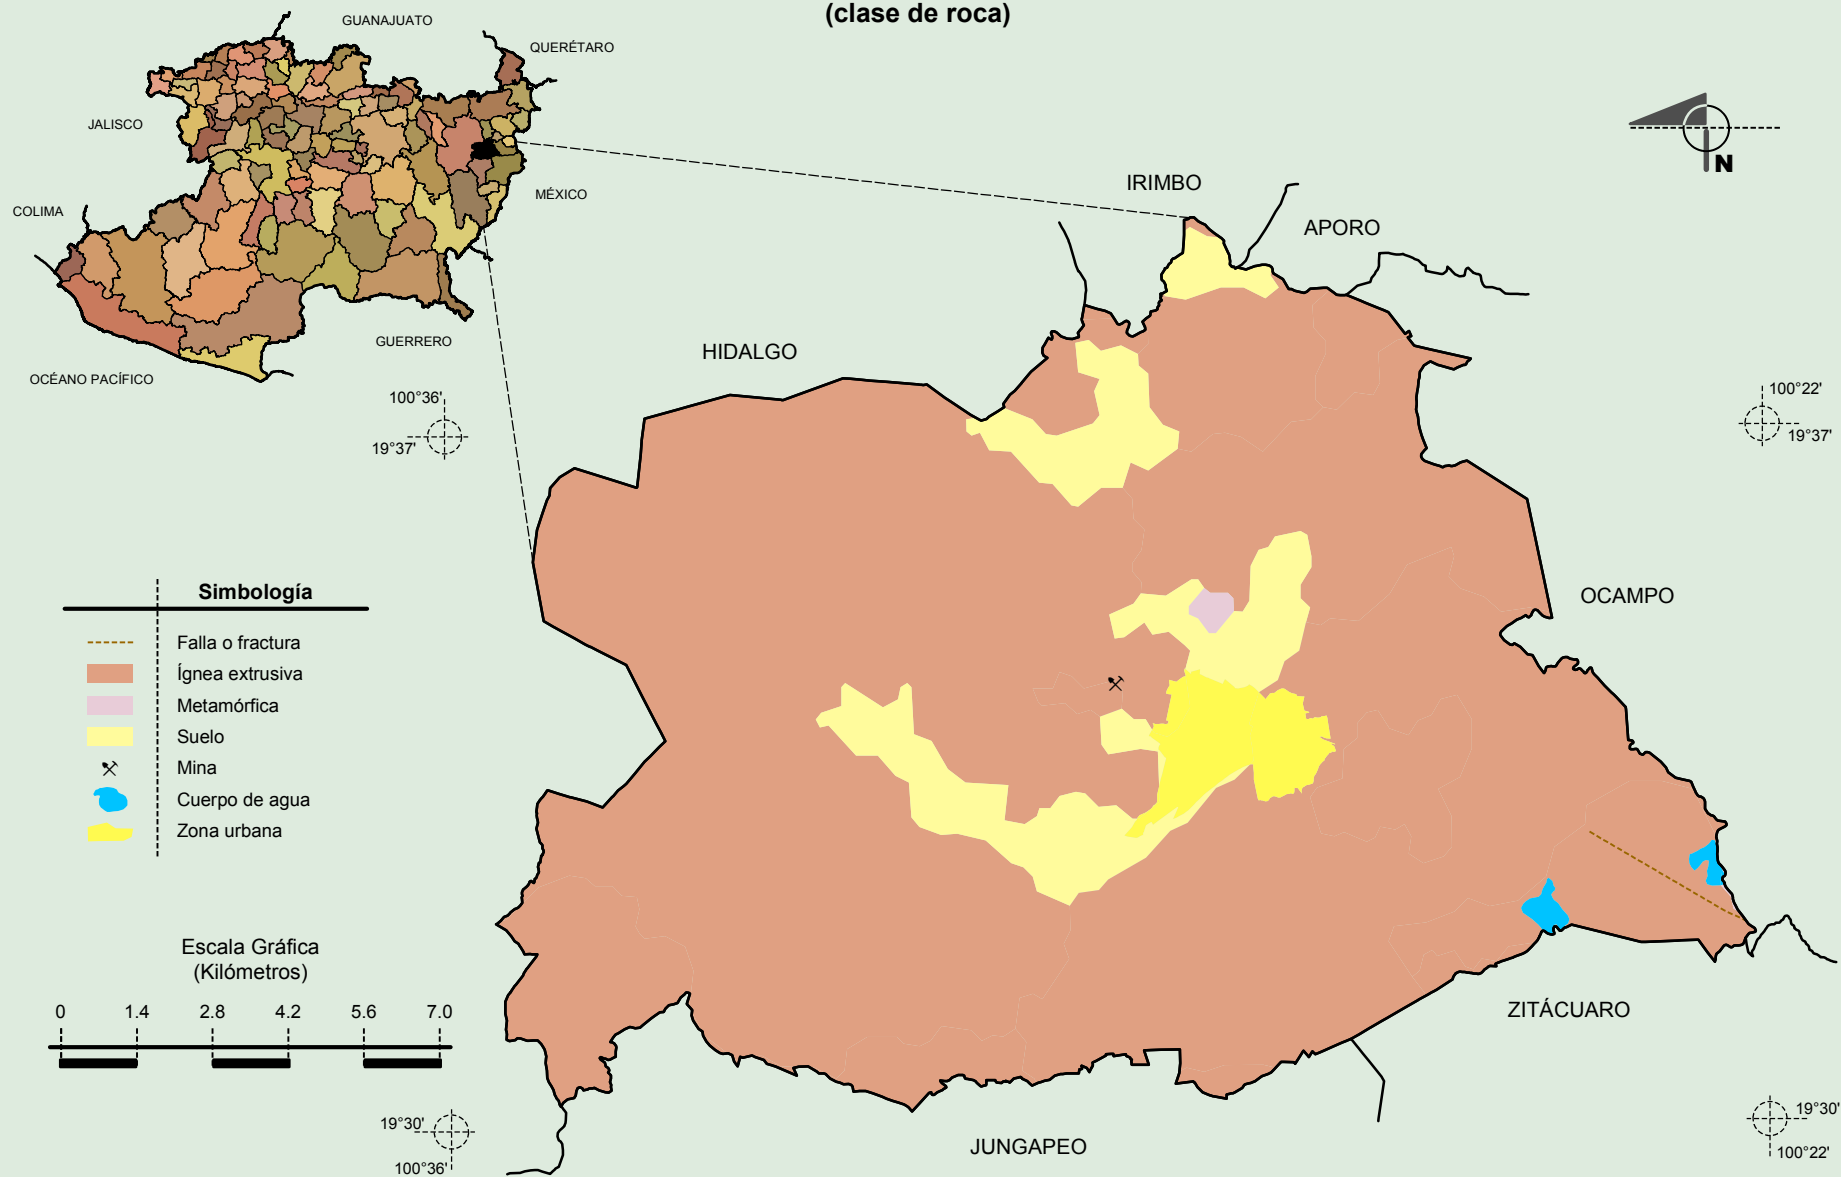 (clase de roca)
GUANAJUATO
QUERÉTARO
JALISCO
COLIMA
MÉXICO
GUERRERO
OCÉANO PACÍFICO
N
IRIMBO
APORO
HIDALGO
OCAMPO
ZITÁCUARO
JUNGAPEO
100°36'
19°37'
100°22'
19°37'
Simbología
Falla o fractura
Ígnea extrusiva
Metamórfica
Suelo
Mina
Cuerpo de agua
Zona urbana
Escala Gráfica
(Kilómetros)
0 1.4 2.8 4.2 5.6 7.0
19°30'
100°36'
19°30'
100°22'